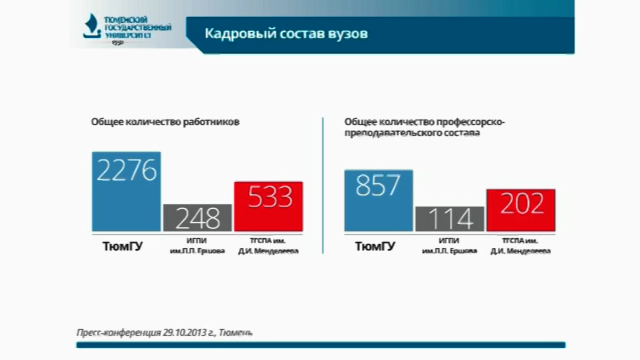 ТЮМЕНСКИЙ
ГОСУДАРСТВЕННЫЙ
УНИВЕРСИТЕТ
1930
Кадровый состав вузов
Общее количество работников
2276
248
533
ТюмГУ
ИГПИ
им.П.П. Ершова
ТГСПА им.
Д.И. Менделеева
Общее количество профессорско-
преподавательского состава
857
114
202
ТюмГУ
ИГПИ
им.П.П. Ершова
ТГСПА им.
Д.И. Менделеева
Пресс-конференция 29.10.2013 г., Тюмень